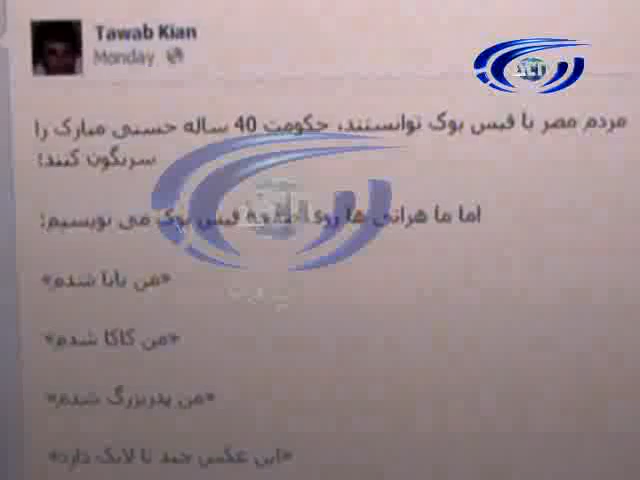 Tawab Kian
Monday
مردم مصر با فیس بوک توانستند، حکومت 40 ساله حسنی مبارک را
سرنگون کنند!
اما ما هراتی ها روی صفحه فیس بوک می نویسیم:
«من بابا شدم»
«من کاکا شدم»
«من پدربزرگ شدم»
«این عکس چند تا لایک داره»